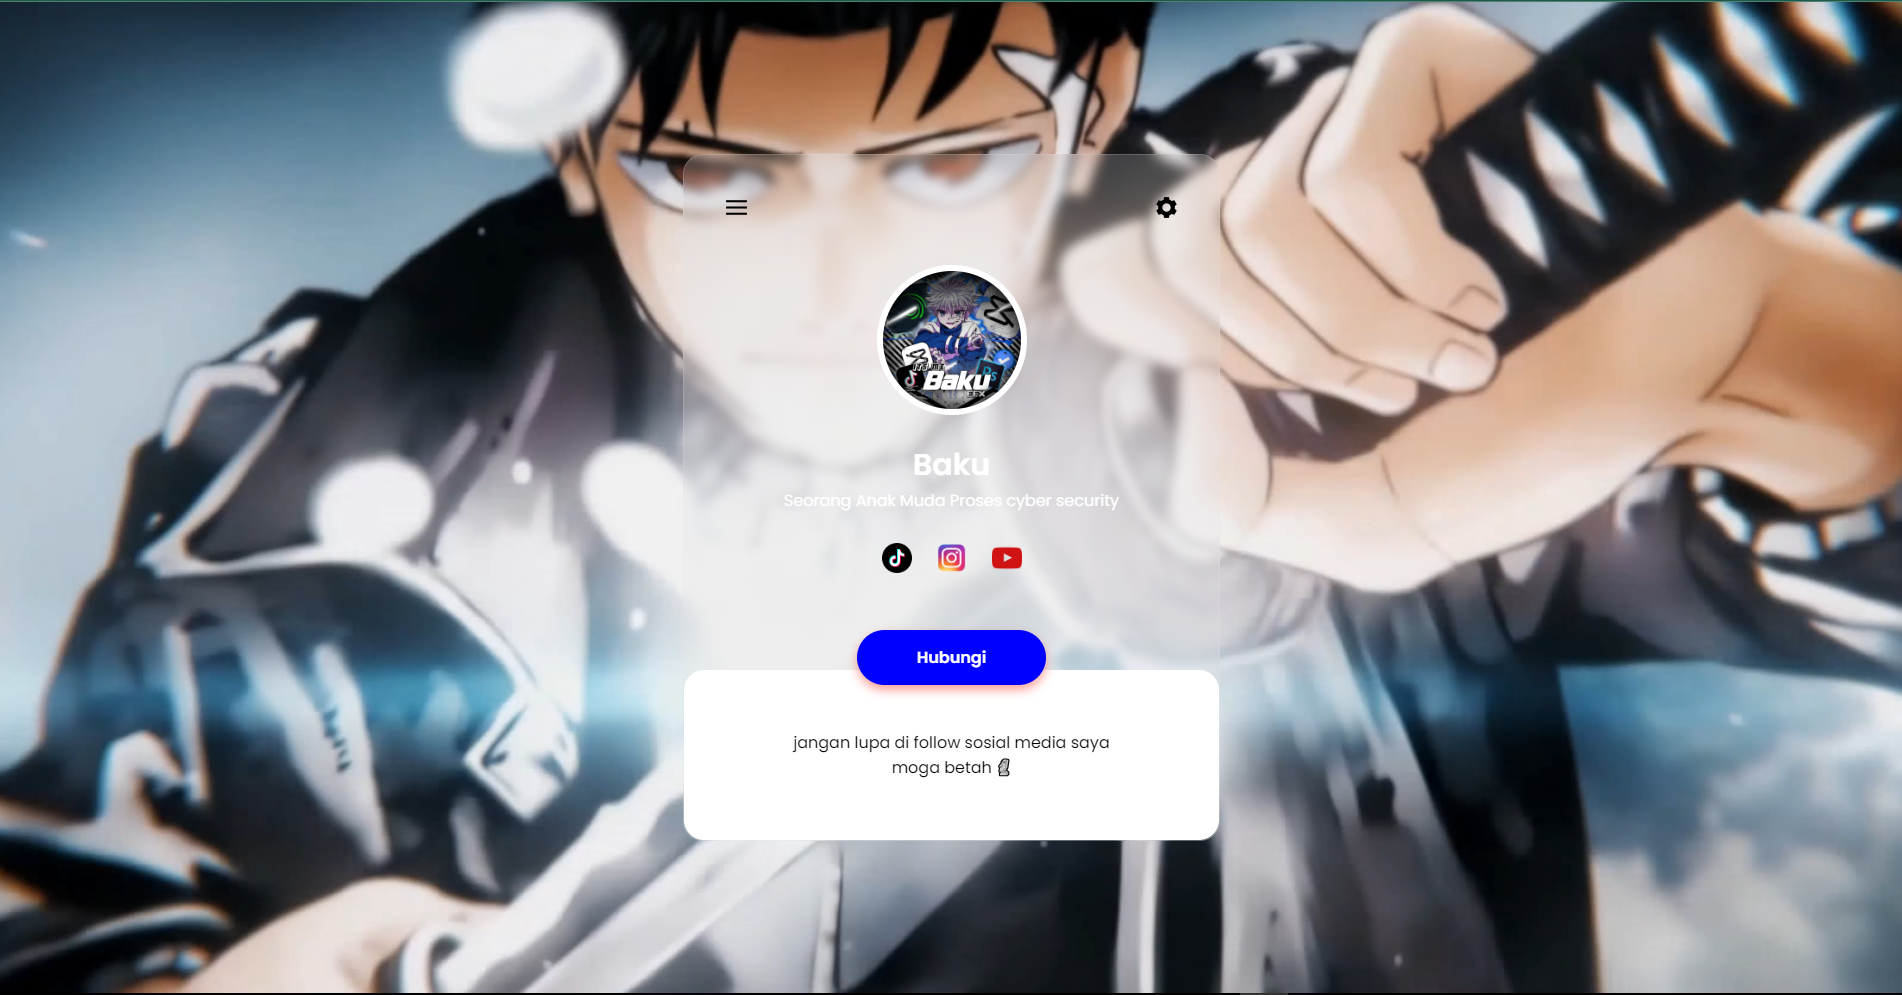 Baku
Baku
Seorang Anak Muda Proses cyber security
Hubungi
jangan lupa di follow sosial media saya
moga betah 🗿